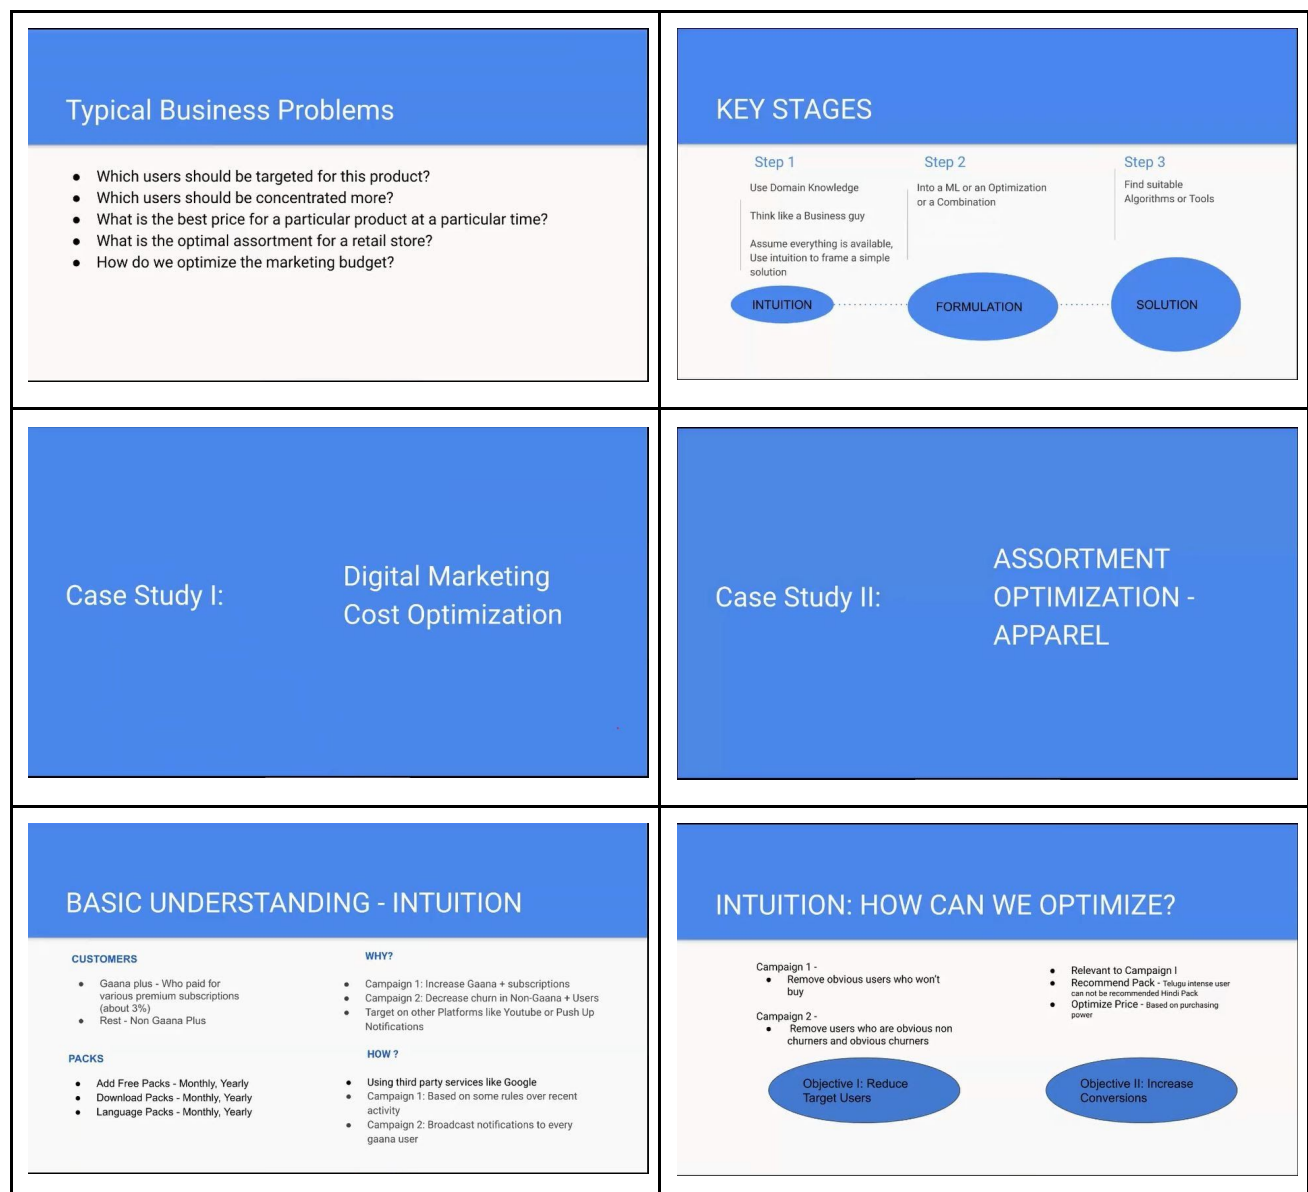 Typical Business Problems
● Which users should be targeted for this product?
● Which users should be concentrated more?
● What is the best price for a particular product at a particular time?
● What is the optimal assortment for a retail store?
● How do we optimize the marketing budget?
KEY STAGES
Step 1
Use Domain Knowledge
Think like a Business guy
Assume everything is available,
Use intuition to frame a simple
solution
INTUITION
Step 2
Into a ML or an Optimization
or a Combination
FORMULATION
Step 3
Find suitable
Algorithms or Tools
SOLUTION
Case Study I:
Digital Marketing
Cost Optimization
Case Study II:
ASSORTMENT
OPTIMIZATION -
APPAREL
BASIC UNDERSTANDING - INTUITION
CUSTOMERS
● Gaana plus - Who paid for
various premium subscriptions
(about 3%)
● Rest - Non Gaana Plus
PACKS
● Add Free Packs - Monthly, Yearly
● Download Packs - Monthly, Yearly
● Language Packs - Monthly, Yearly
WHY?
● Campaign 1: Increase Gaana + subscriptions
● Campaign 2: Decrease churn in Non-Gaana + Users
● Target on other Platforms like Youtube or Push Up
Notifications
HOW ?
● Using third party services like Google
● Campaign 1: Based on some rules over recent
activity
● Campaign 2: Broadcast notifications to every
gaana user
INTUITION: HOW CAN WE OPTIMIZE?
Campaign 1 -
● Remove obvious users who won't
buy
Campaign 2 -
● Remove users who are obvious non
churners and obvious churners
Objective I: Reduce
Target Users
● Relevant to Campaign I
● Recommend Pack - Telugu intense user
can not be recommended Hindi Pack
● Optimize Price - Based on purchasing
power
Objective II: Increase
Conversions